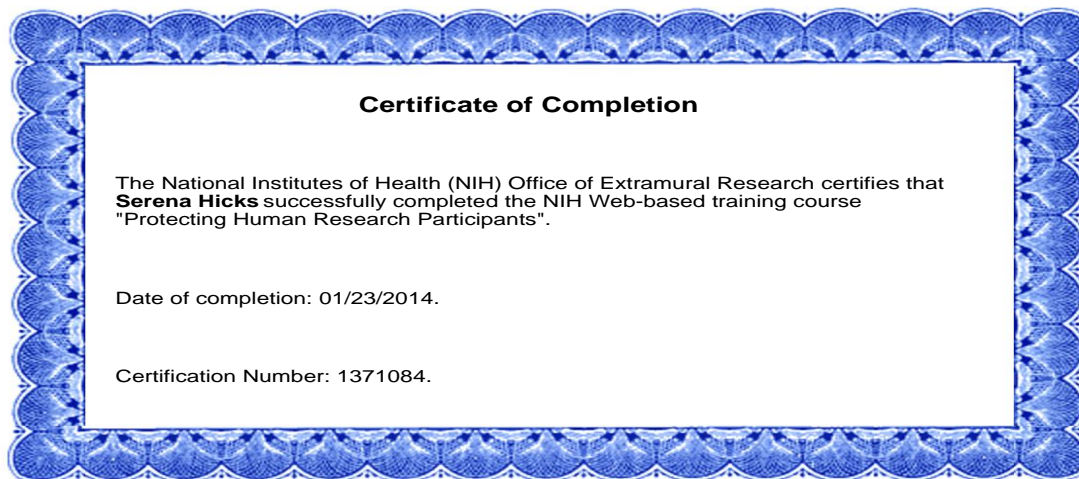 Certificate of Completion
The National Institutes of Health (NIH) Office of Extramural Research certifies that
Serena Hicks successfully completed the NIH Web-based training course
"Protecting Human Research Participants".
Date of completion: 01/23/2014.
Certification Number: 1371084.